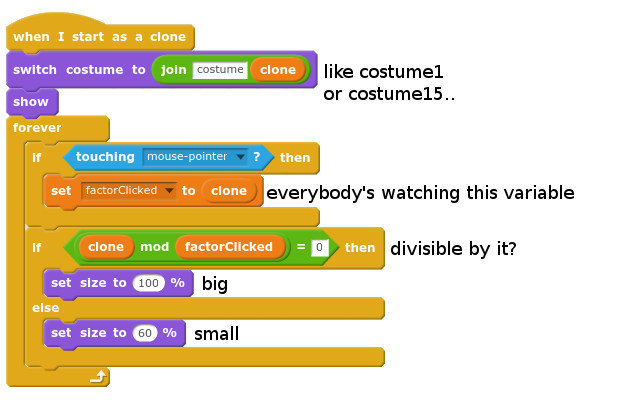 when I start as a clone
switch costume to join costume clone
like costume1
or costume15..
show
forever
if touching mouse-pointer ? then
set factorClicked to clone
everybody's watching this variable
if clone mod factorClicked = 0 then
divisible by it?
set size to 100 %
big
else
set size to 60 %
small